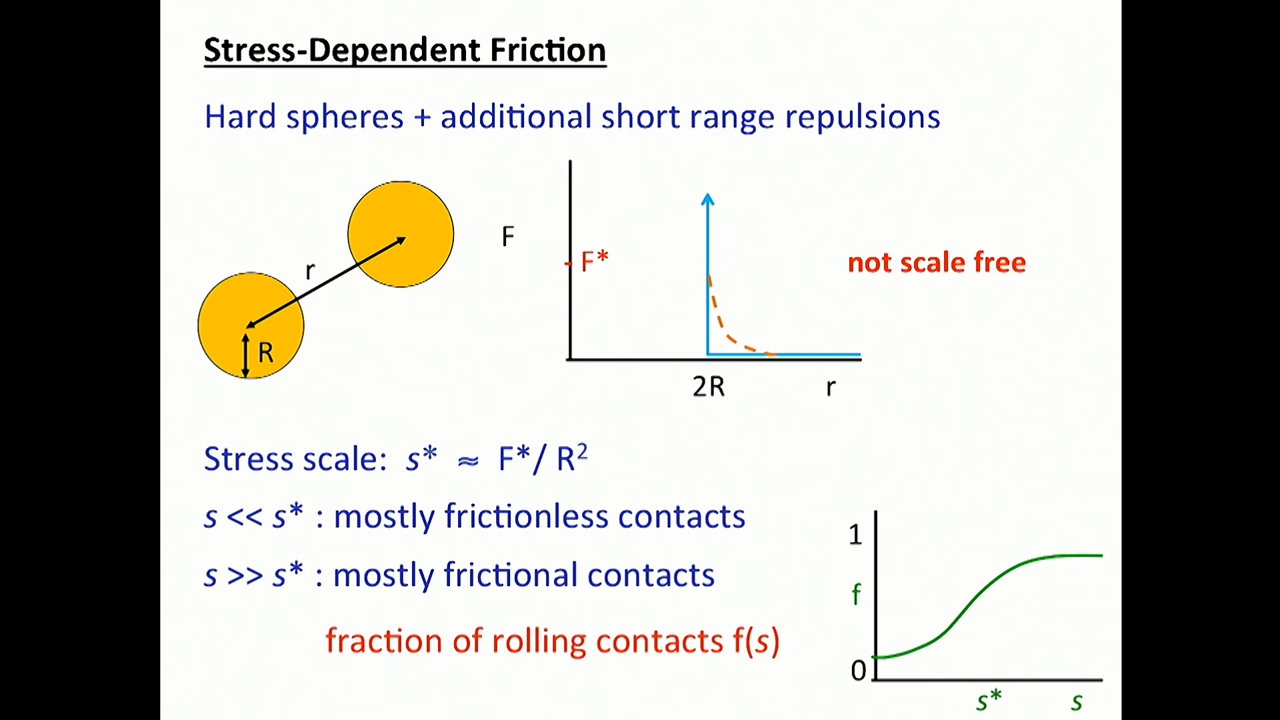 Stress-Dependent Friction
Hard spheres + additional short range repulsions
r
R
F
F*
not scale free
2R
r
Stress scale: s* ≈ F*/ R²
s << s* : mostly frictionless contacts
s >> s* : mostly frictional contacts
fraction of rolling contacts f(s)
1
f
0
s*
s